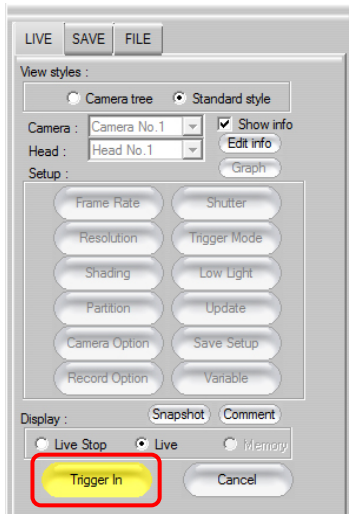 LIVE SAVE FILE
View styles :
Camera tree Standard style
Camera : Camera No.1 Show info
Head : Head No.1 Edit info
Setup : Graph
Frame Rate Shutter
Resolution Trigger Mode
Shading Low Light
Partition Update
Camera Option Save Setup
Record Option Variable
Display : Snapshot Comment
Live Stop Live Memory
Trigger In Cancel